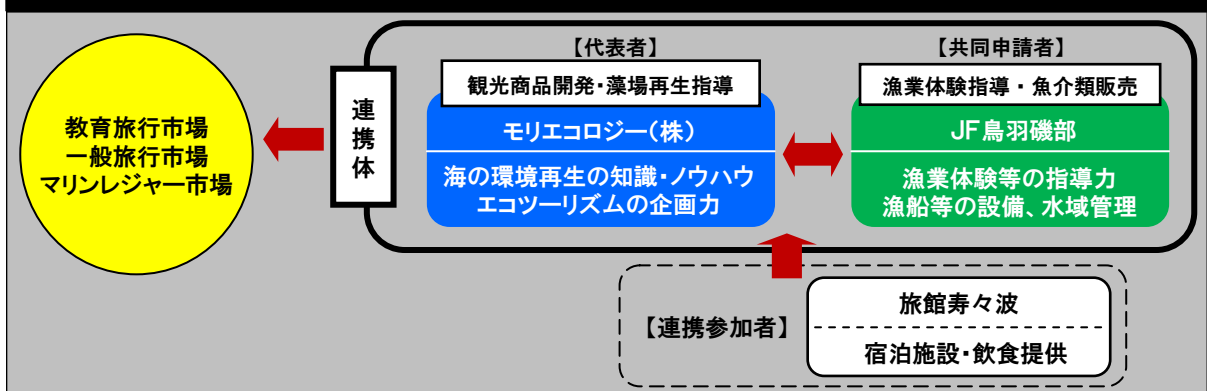 教育旅行市場
一般旅行市場
マリンレジャー市場
連携体
【代表者】
観光商品開発・藻場再生指導
モリエコロジー(株)
海の環境再生の知識・ノウハウ
エコツーリズムの企画力
【共同申請者】
漁業体験指導・魚介類販売
JF鳥羽磯部
漁業体験等の指導力
漁船等の設備、水域管理
【連携参加者】
旅館寿々波
宿泊施設・飲食提供